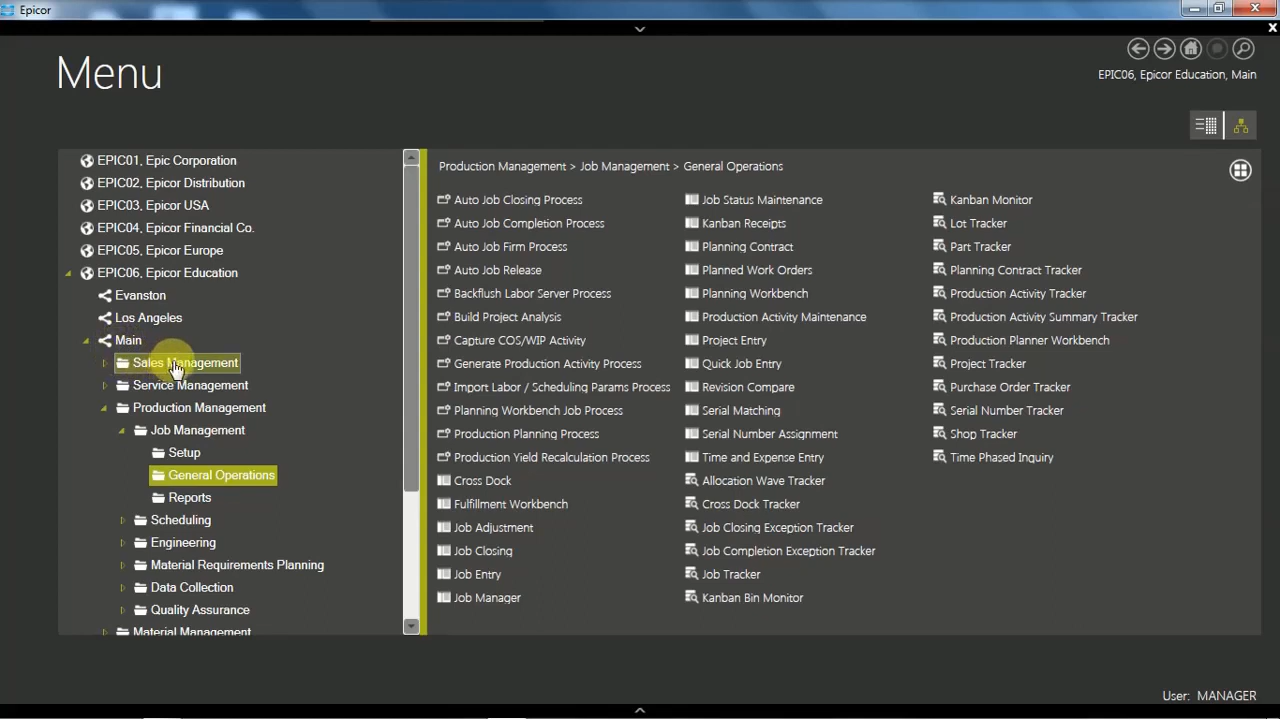 Epicor
Menu
EPIC06, Epicor Education, Main
EPIC01, Epic Corporation
EPIC02, Epicor Distribution
EPIC03, Epicor USA
EPIC04, Epicor Financial Co.
EPIC05, Epicor Europe
EPIC06, Epicor Education
Evanston
Los Angeles
Main
Sales Management
Service Management
Production Management
Job Management
Setup
General Operations
Reports
Scheduling
Engineering
Material Requirements Planning
Data Collection
Quality Assurance
Material Management
Production Management > Job Management > General Operations
Auto Job Closing Process
Auto Job Completion Process
Auto Job Firm Process
Auto Job Release
Backflush Labor Server Process
Build Project Analysis
Capture COS/WIP Activity
Generate Production Activity Process
Import Labor / Scheduling Params Process
Planning Workbench Job Process
Production Planning Process
Production Yield Recalculation Process
Cross Dock
Fulfillment Workbench
Job Adjustment
Job Closing
Job Entry
Job Manager
Job Status Maintenance
Kanban Receipts
Planning Contract
Planned Work Orders
Planning Workbench
Production Activity Maintenance
Project Entry
Quick Job Entry
Revision Compare
Serial Matching
Serial Number Assignment
Time and Expense Entry
Allocation Wave Tracker
Cross Dock Tracker
Job Closing Exception Tracker
Job Completion Exception Tracker
Job Tracker
Kanban Bin Monitor
Kanban Monitor
Lot Tracker
Part Tracker
Planning Contract Tracker
Production Activity Tracker
Production Activity Summary Tracker
Production Planner Workbench
Project Tracker
Purchase Order Tracker
Serial Number Tracker
Shop Tracker
Time Phased Inquiry
User: MANAGER